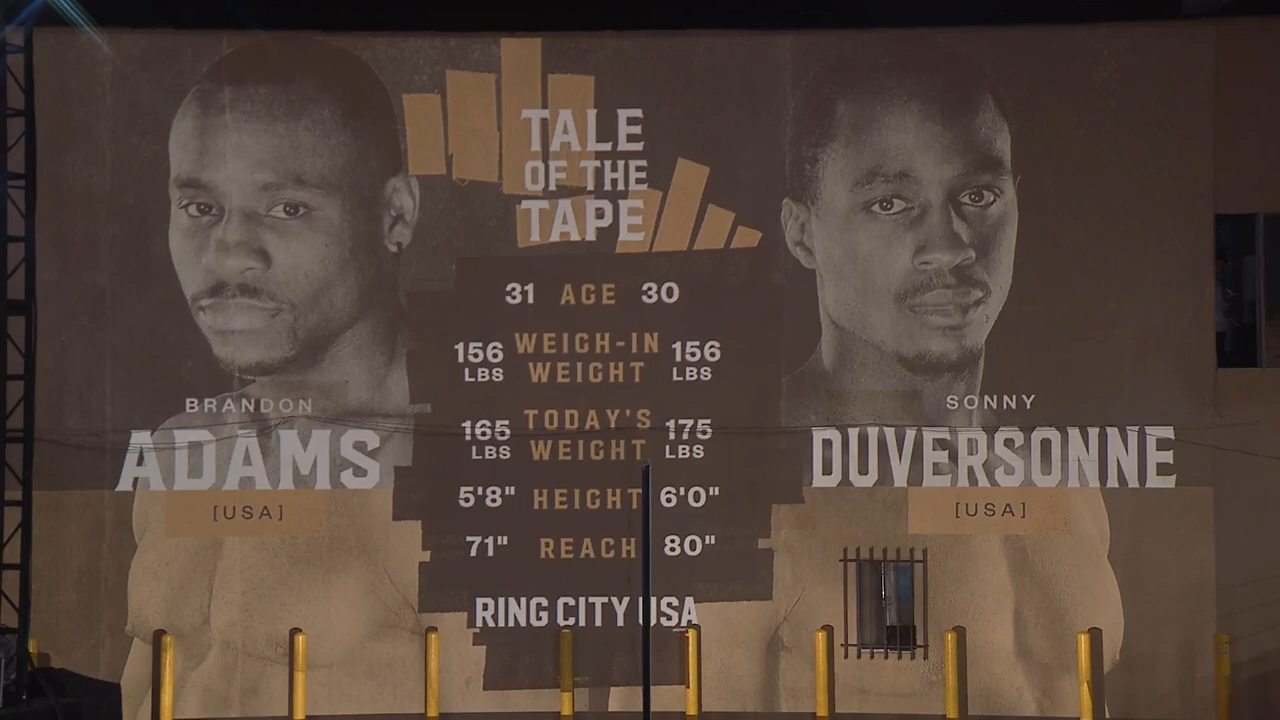 TALE
OF THE
TAPE
31 AGE 30
156 LBS WEIGH-IN WEIGHT 156 LBS
165 LBS TODAY'S WEIGHT 175 LBS
5'8" HEIGHT 6'0"
71" REACH 80"
RING CITY USA
BRANDON
ADAMS
[USA]
SONNY
DUVERSONNE
[USA]